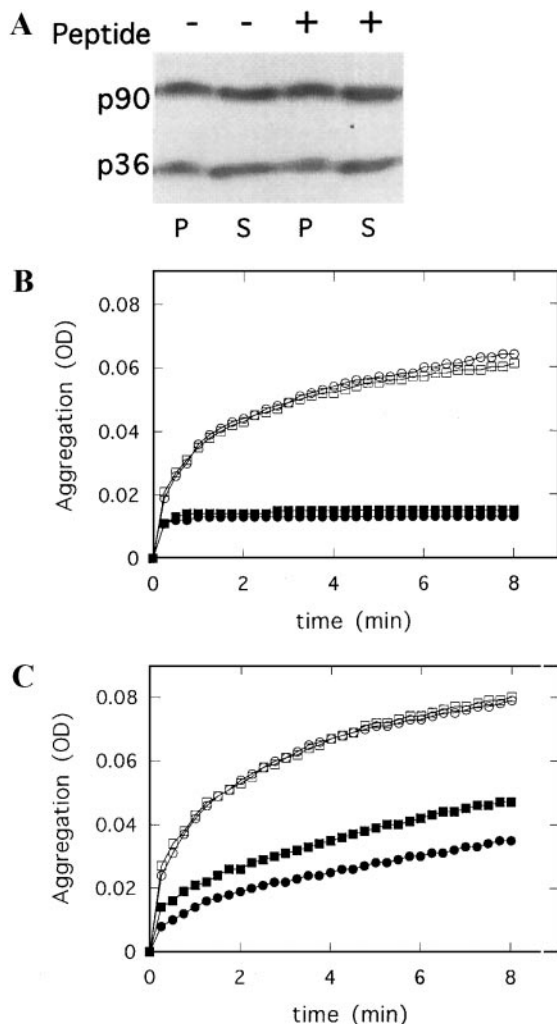 A
Peptide - - + +
p90
p36
P S P S
B
Aggregation (OD)
0.08
0.06
0.04
0.02
0
0 2 4 6 8
time (min)
C
Aggregation (OD)
0.08
0.06
0.04
0.02
0
0 2 4 6 8
time (min)